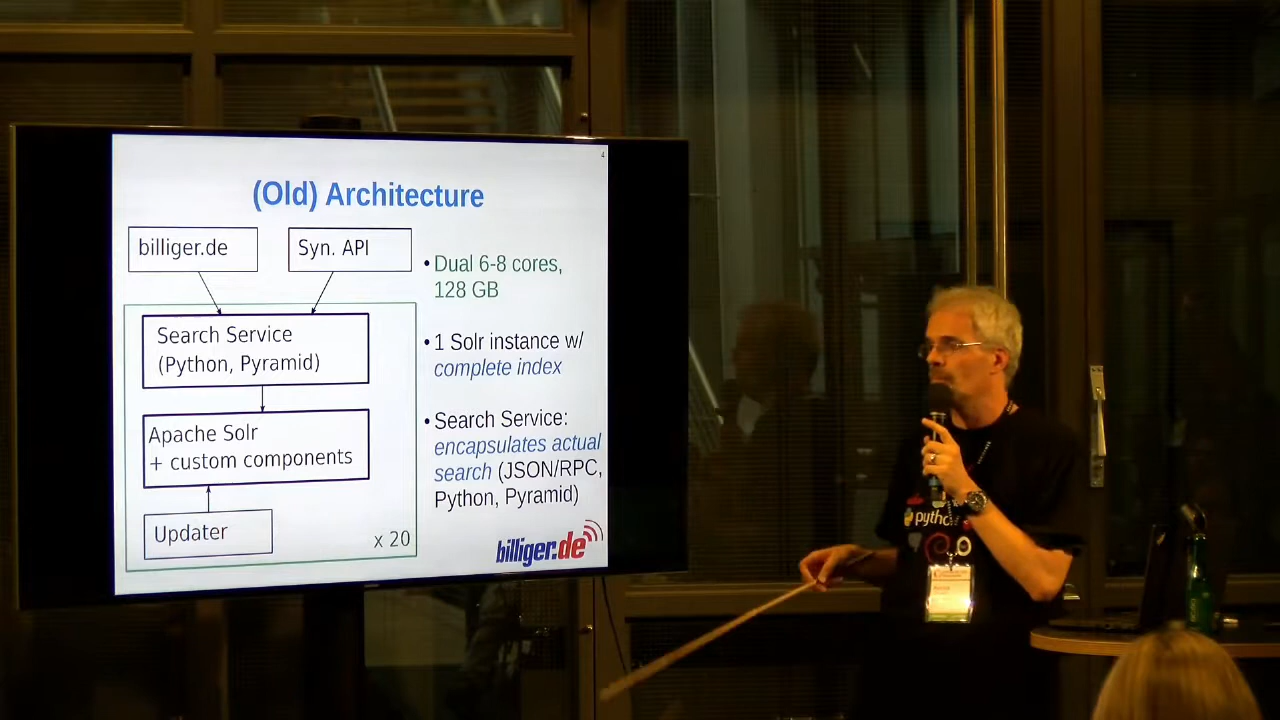 4
(Old) Architecture
billiger.de
Syn. API
Search Service
(Python, Pyramid)
Apache Solr
+ custom components
Updater
x 20
• Dual 6-8 cores,
128 GB
• 1 Solr instance w/
complete index
• Search Service:
encapsulates actual
search (JSON/RPC,
Python, Pyramid)
billiger.de
python